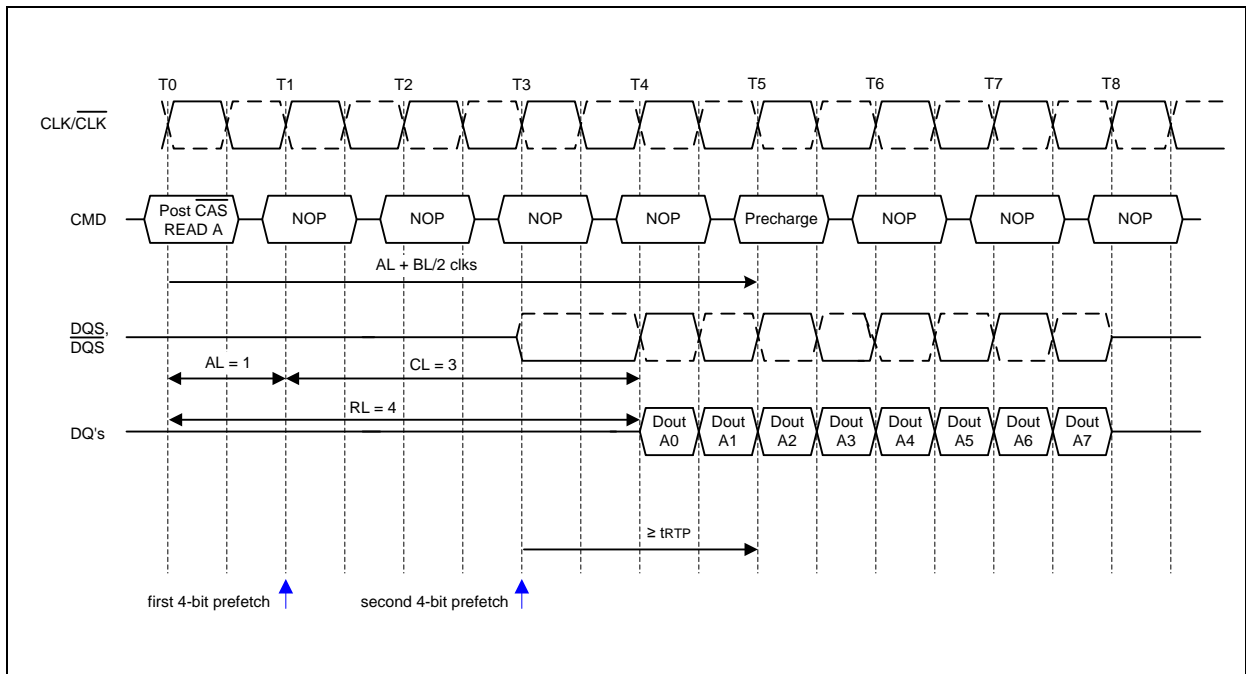 T0 T1 T2 T3 T4 T5 T6 T7 T8
CLK/CLK
CMD
Post CAS
READ A
NOP NOP NOP NOP Precharge NOP NOP NOP
AL + BL/2 clks
DQS,
DQS
AL = 1
CL = 3
RL = 4
DQ's
Dout Dout Dout Dout Dout Dout Dout Dout
A0 A1 A2 A3 A4 A5 A6 A7
≥ tRTP
first 4-bit prefetch
second 4-bit prefetch